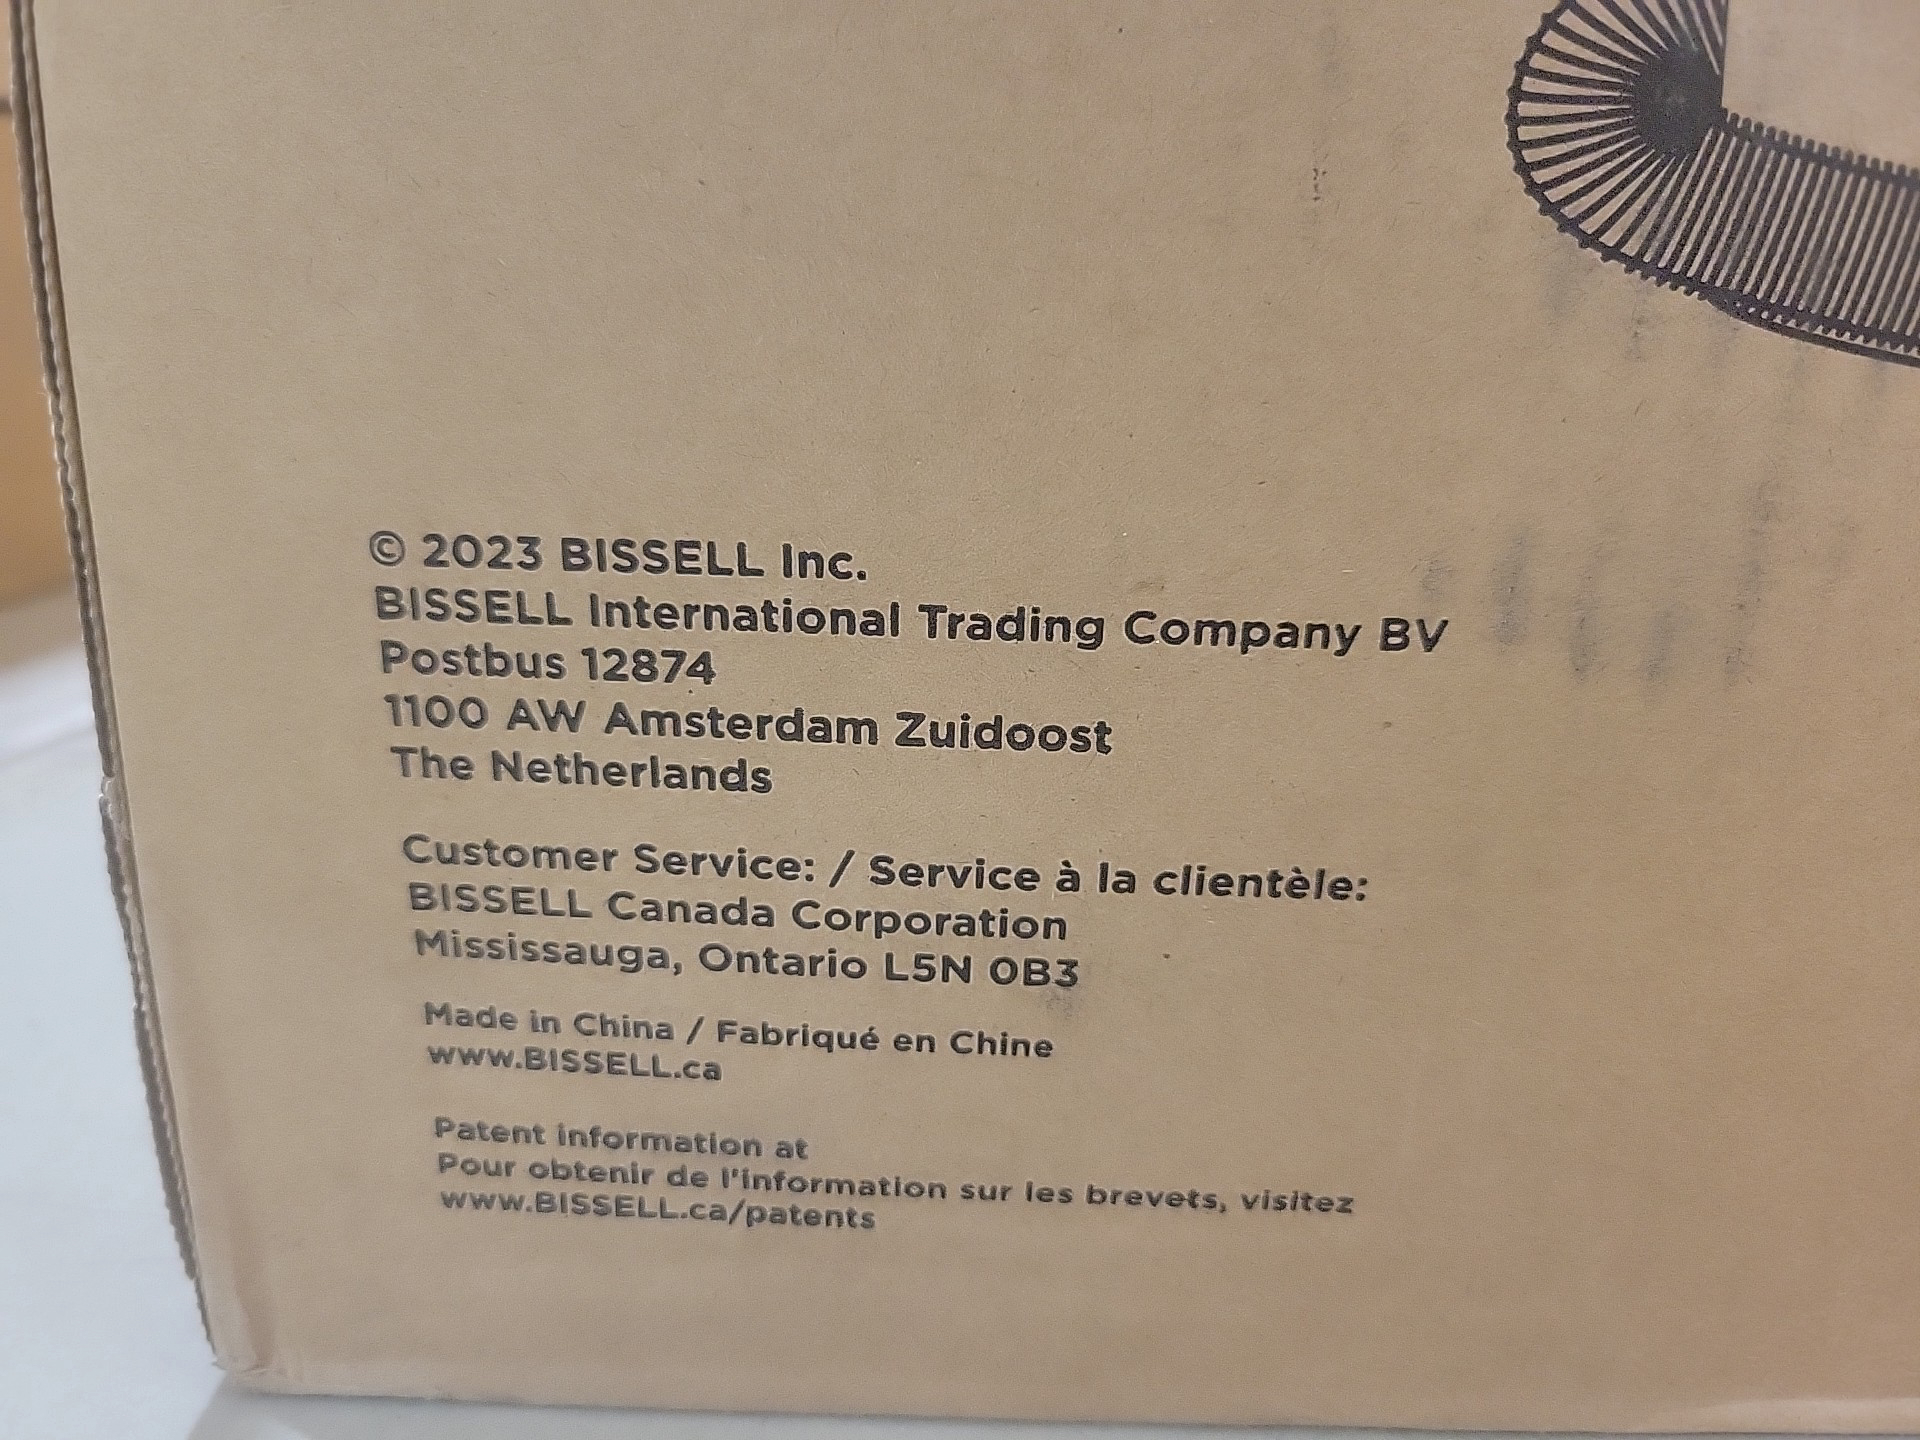 © 2023 BISSELL Inc.
BISSELL International Trading Company BV
Postbus 12874
1100 AW Amsterdam Zuidoost
The Netherlands
Customer Service: / Service à la clientèle:
BISSELL Canada Corporation
Mississauga, Ontario L5N 0B3
Made in China / Fabriqué en Chine
www.BISSELL.ca
Patent information at
Pour obtenir de l'information sur les brevets, visitez
www.BISSELL.ca/patents